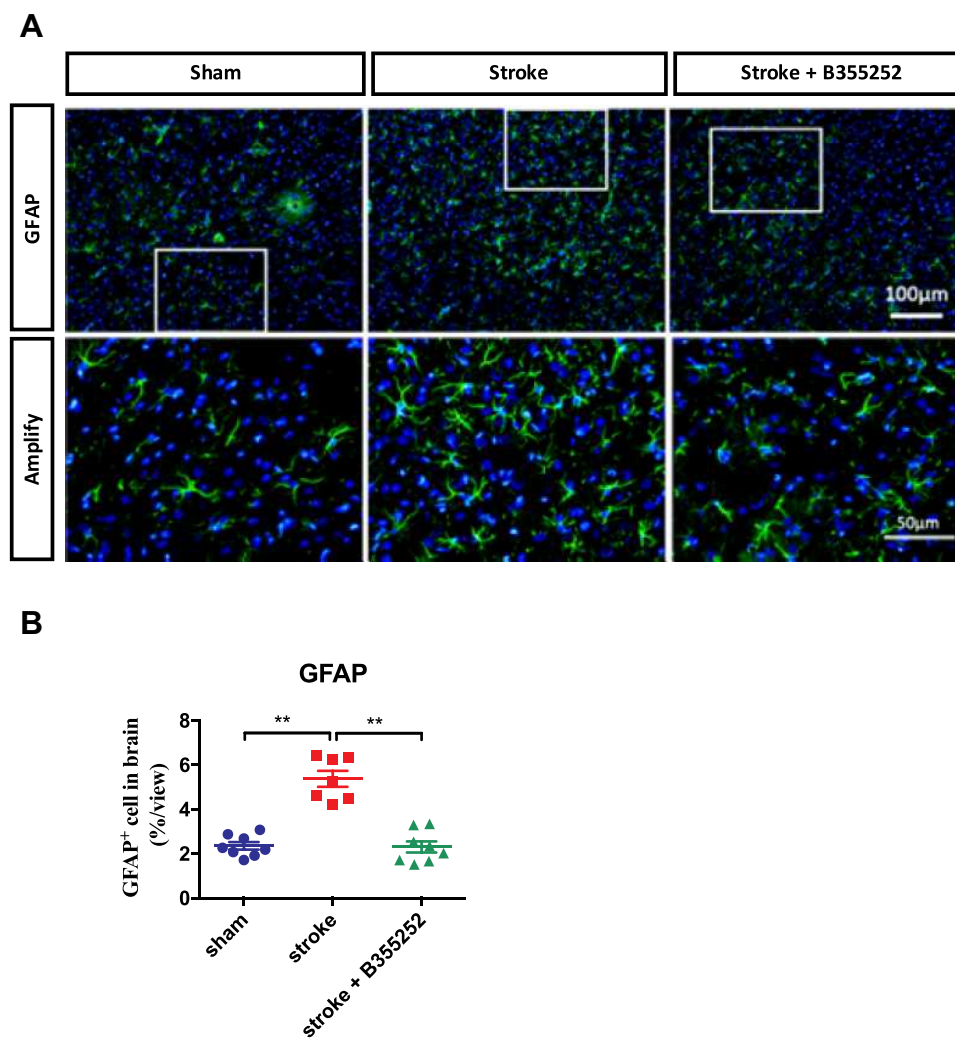 A
Sham
Stroke
Stroke + B355252
GFAP
100μm
Amplify
50μm
B
GFAP
GFAP+ cell in brain
(%/view)
8
6
4
2
0
**
**
sham
stroke
stroke + B355252